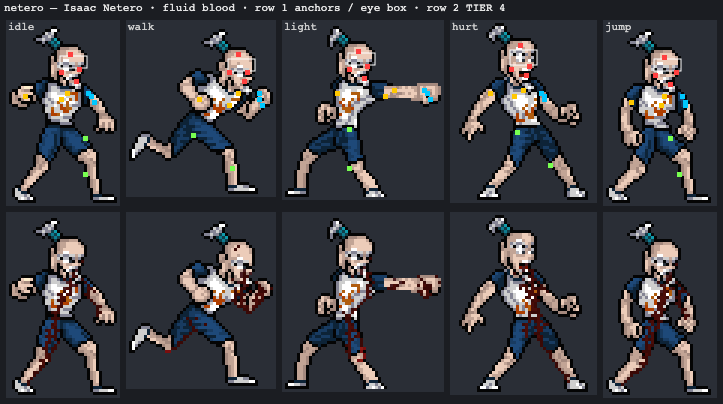 netero — Isaac Netero · fluid blood · row 1 anchors / eye box · row 2 TIER 4
idle
walk
light
hurt
jump